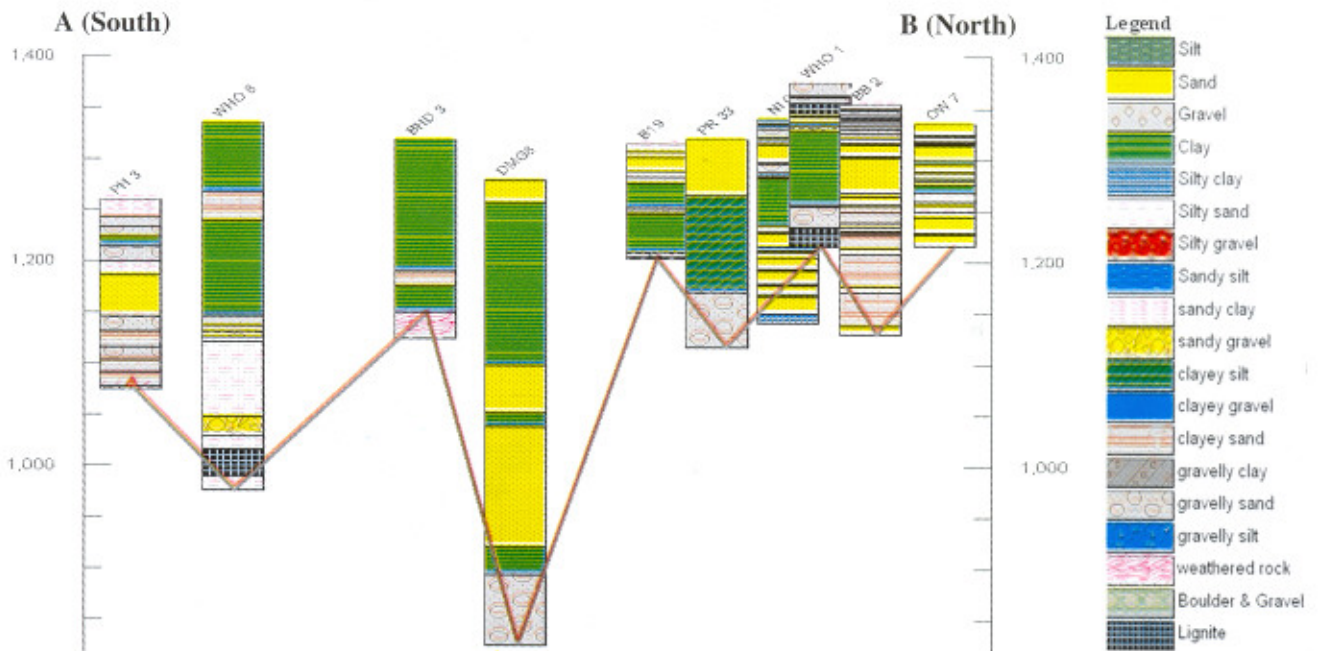 A (South)
B (North)
Legend
1,400
1,200
1,000
PH 3
WHO 6
BHD 3
DMG8
B19
PR 33
WHO 1
BB 2
OW 7
1,400
1,200
1,000
Silt
Sand
Gravel
Clay
Silty clay
Silty sand
Silty gravel
Sandy silt
sandy clay
sandy gravel
clayey silt
clayey gravel
clayey sand
gravelly clay
gravelly sand
gravelly silt
weathered rock
Boulder & Gravel
Lignite